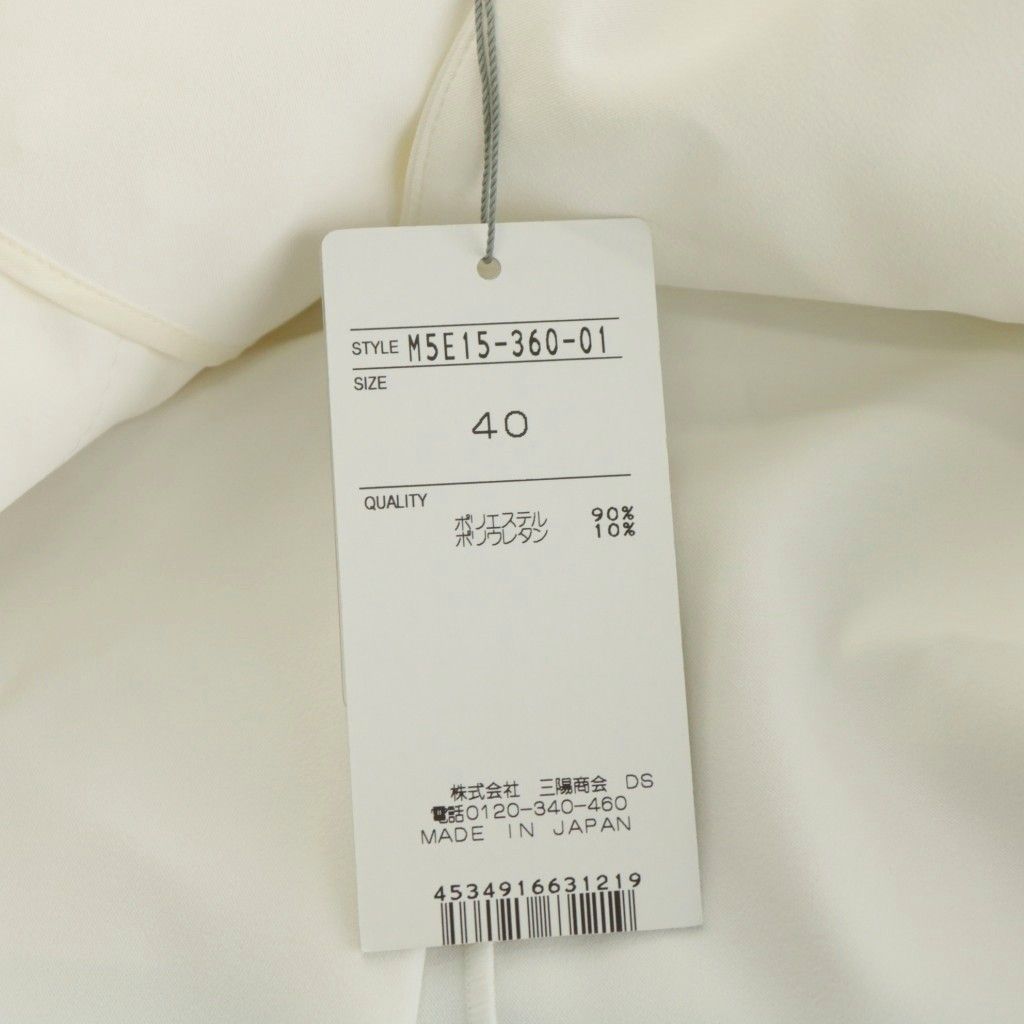 STYLE M5E15-360-01
SIZE
40
QUALITY
ポリエステル 90%
ポリウレタン 10%
株式会社 三陽商会 DS
電話0120-340-460
MADE IN JAPAN
4534916631219